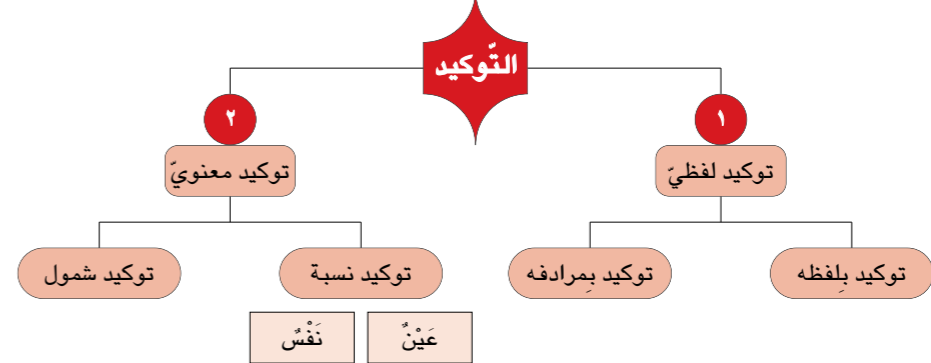 التّوكيد
١ ٢
توكيد لفظيّ توكيد معنويّ
توكيد بِلفظه توكيد بِمرادفه توكيد نسبة توكيد شمول
عَيْنٌ نَفْسٌ